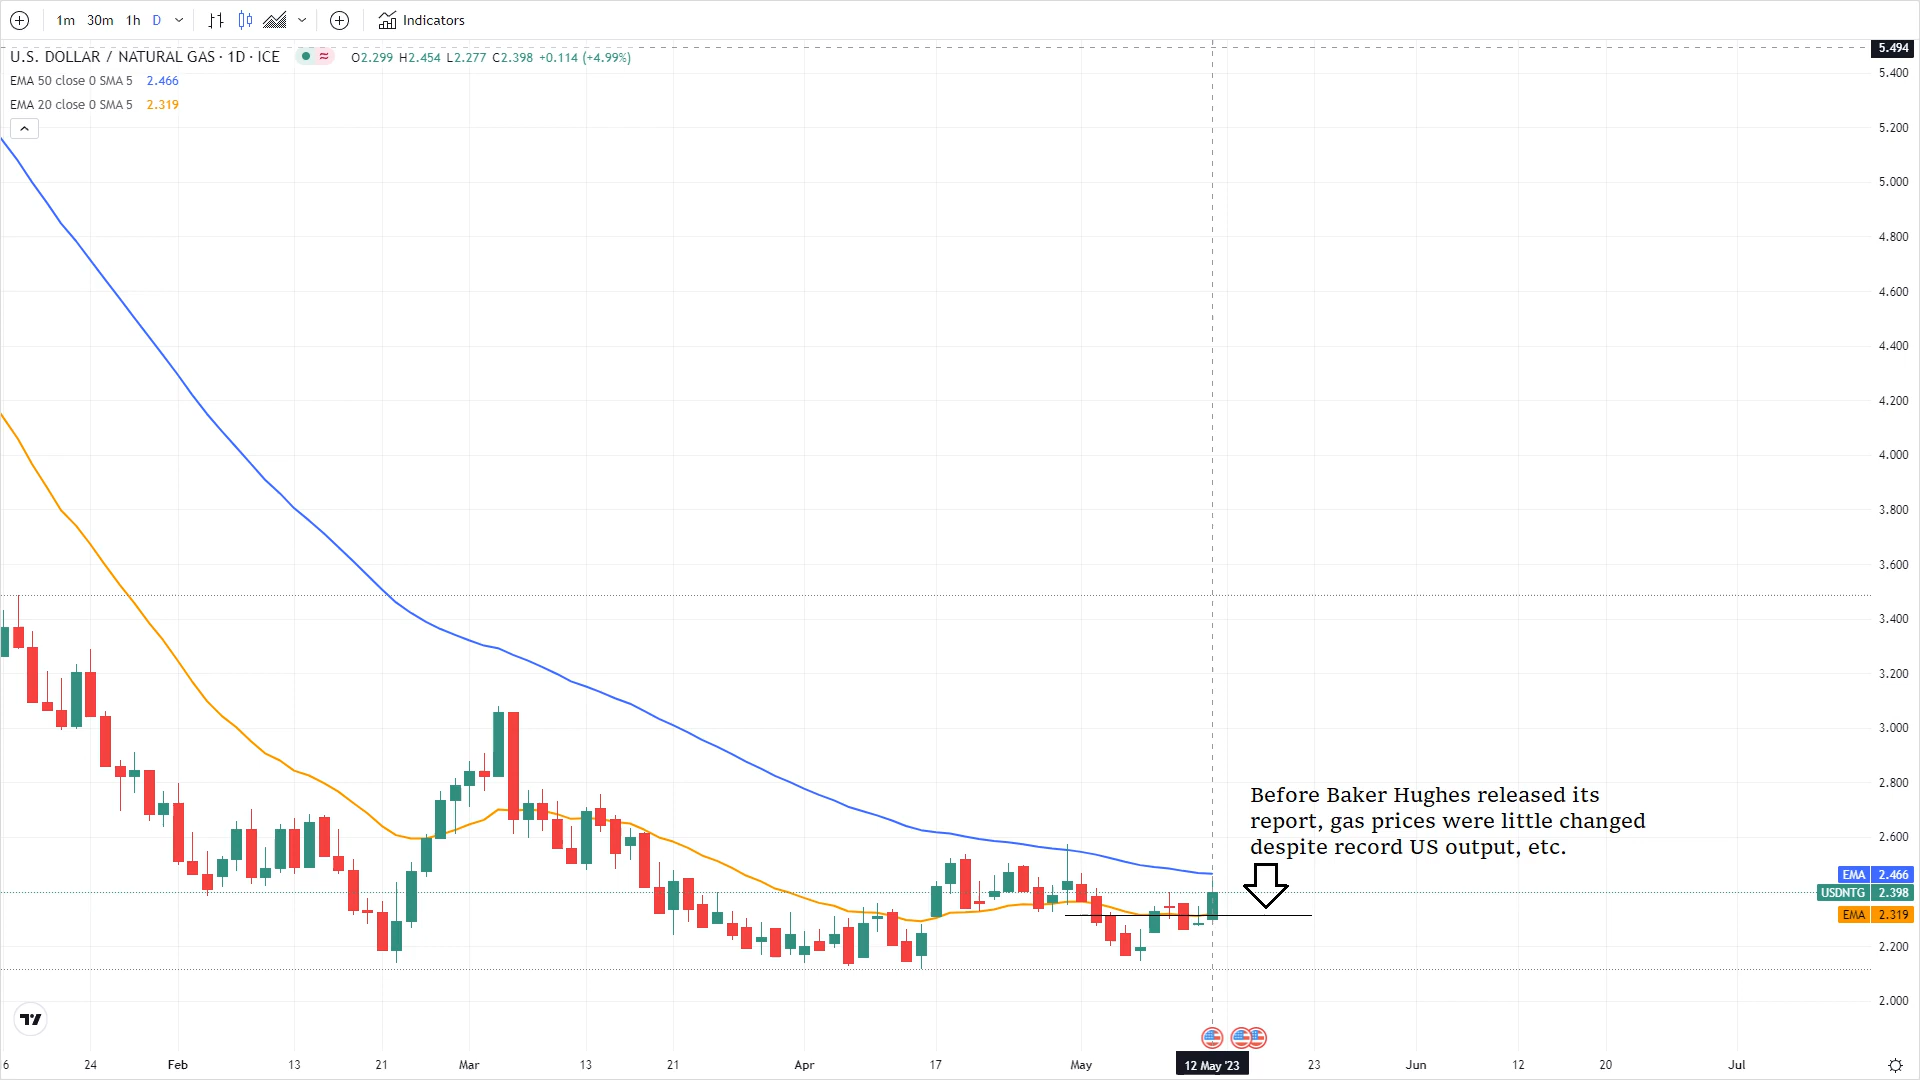 1m 30m 1h D Indicators
U.S. DOLLAR / NATURAL GAS · 1D · ICE O2.299 H2.454 L2.277 C2.398 +0.114 (+4.99%)
EMA 50 close 0 SMA 5 2.466
EMA 20 close 0 SMA 5 2.319
5.494
5.400
5.200
5.000
4.800
4.600
4.400
4.200
4.000
3.800
3.600
3.400
3.200
3.000
2.800
2.600
Before Baker Hughes released its
report, gas prices were little changed
despite record US output, etc.
EMA 2.466
USDNTG 2.398
EMA 2.319
2.200
2.000
6 24 Feb 13 21 Mar 13 21 Apr 17 May 12 May '23 23 Jun 12 20 Jul